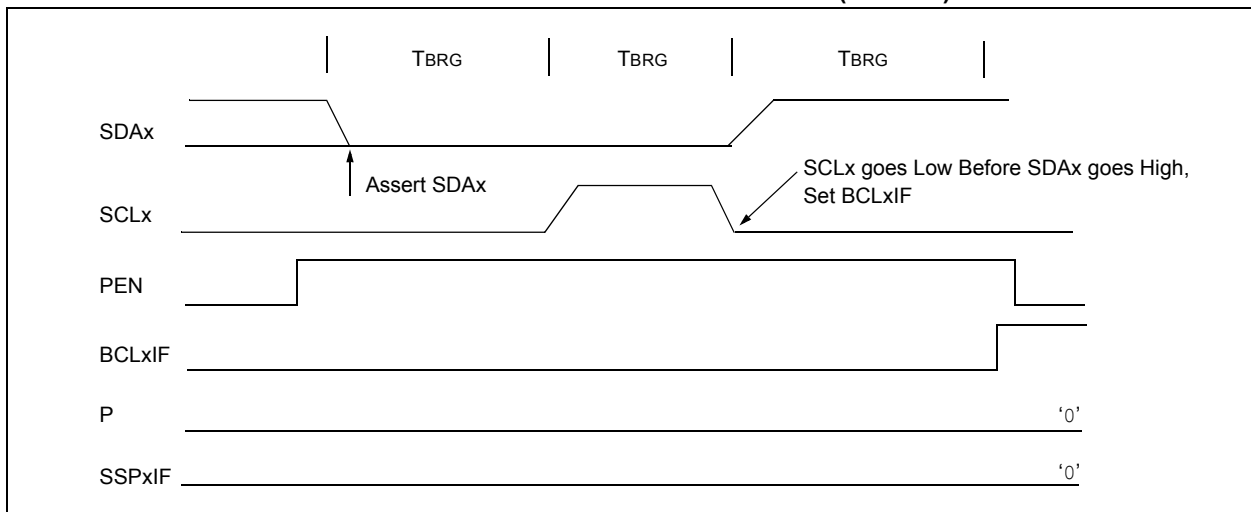 TBRG TBRG TBRG
SDAx
Assert SDAx
SCLx goes Low Before SDAx goes High,
Set BCLxIF
SCLx
PEN
BCLxIF
P
‘0’
SSPxIF
‘0’